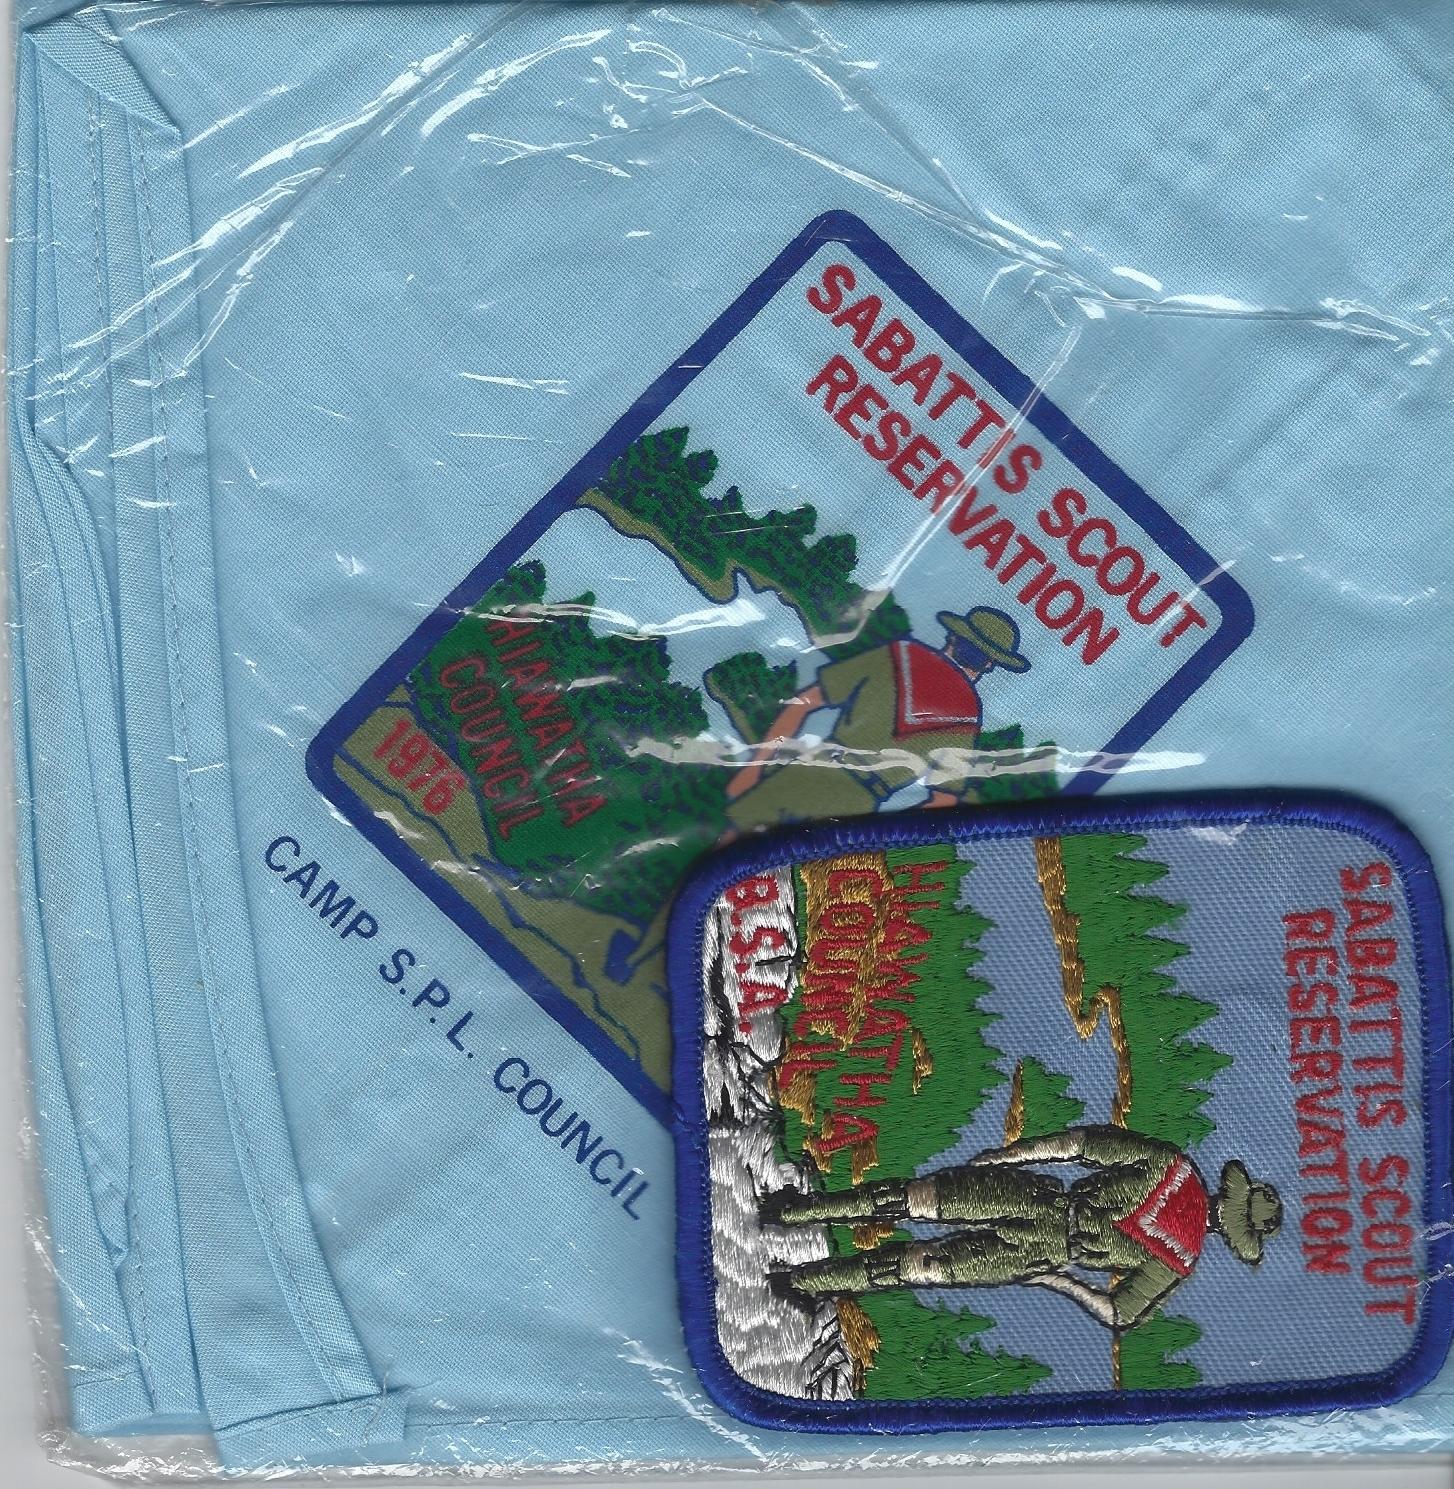 SABATTIS SCOUT
RESERVATION
HIAWATHA
COUNCIL
1976
CAMP S.P.L. COUNCIL
SABATTIS SCOUT
RESERVATION
HIAWATHA
COUNCIL
B.S.A.